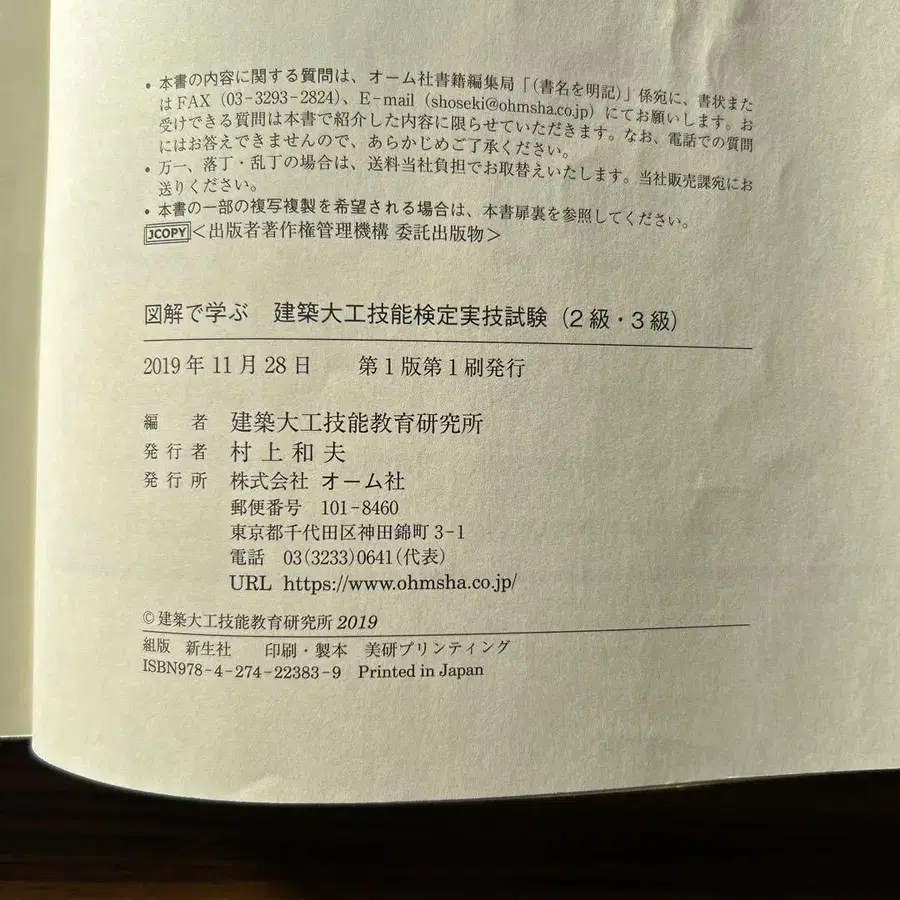 • 本書の内容に関する質問は、オーム社書籍編集局「(書名を明記)」係宛に、書状また
はFAX（03-3293-2824）、E-mail（shoseki@ohmsha.co.jp）にてお願いします。お
受けできる質問は本書で紹介した内容に限らせていただきます。なお、電話での質問
にはお答えできませんので、あらかじめご了承ください。
• 万一、落丁・乱丁の場合は、送料当社負担でお取替えいたします。当社販売課宛にお
送りください。
• 本書の一部の複写複製を希望される場合は、本書扉裏を参照してください。
JCOPY＜出版者著作権管理機構 委託出版物＞
図解で学ぶ 建築大工技能検定実技試験（2級・3級）
2019年11月28日 第1版第1刷発行
編者 建築大工技能教育研究所
発行者 村上和夫
発行所 株式会社 オーム社
郵便番号 101-8460
東京都千代田区神田錦町3-1
電話 03(3233)0641(代表)
URL https://www.ohmsha.co.jp/
© 建築大工技能教育研究所 2019
組版 新生社 印刷・製本 美研プリンティング
ISBN978-4-274-22383-9 Printed in Japan